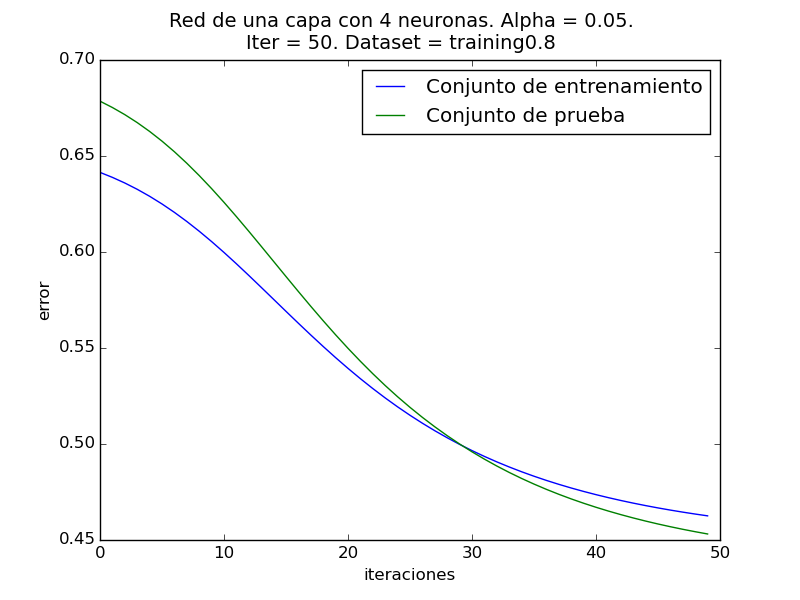 Red de una capa con 4 neuronas. Alpha = 0.05.
Iter = 50. Dataset = training0.8
Conjunto de entrenamiento
Conjunto de prueba
0.70
0.65
0.60
0.55
0.50
0.45
error
0 10 20 30 40 50
iteraciones